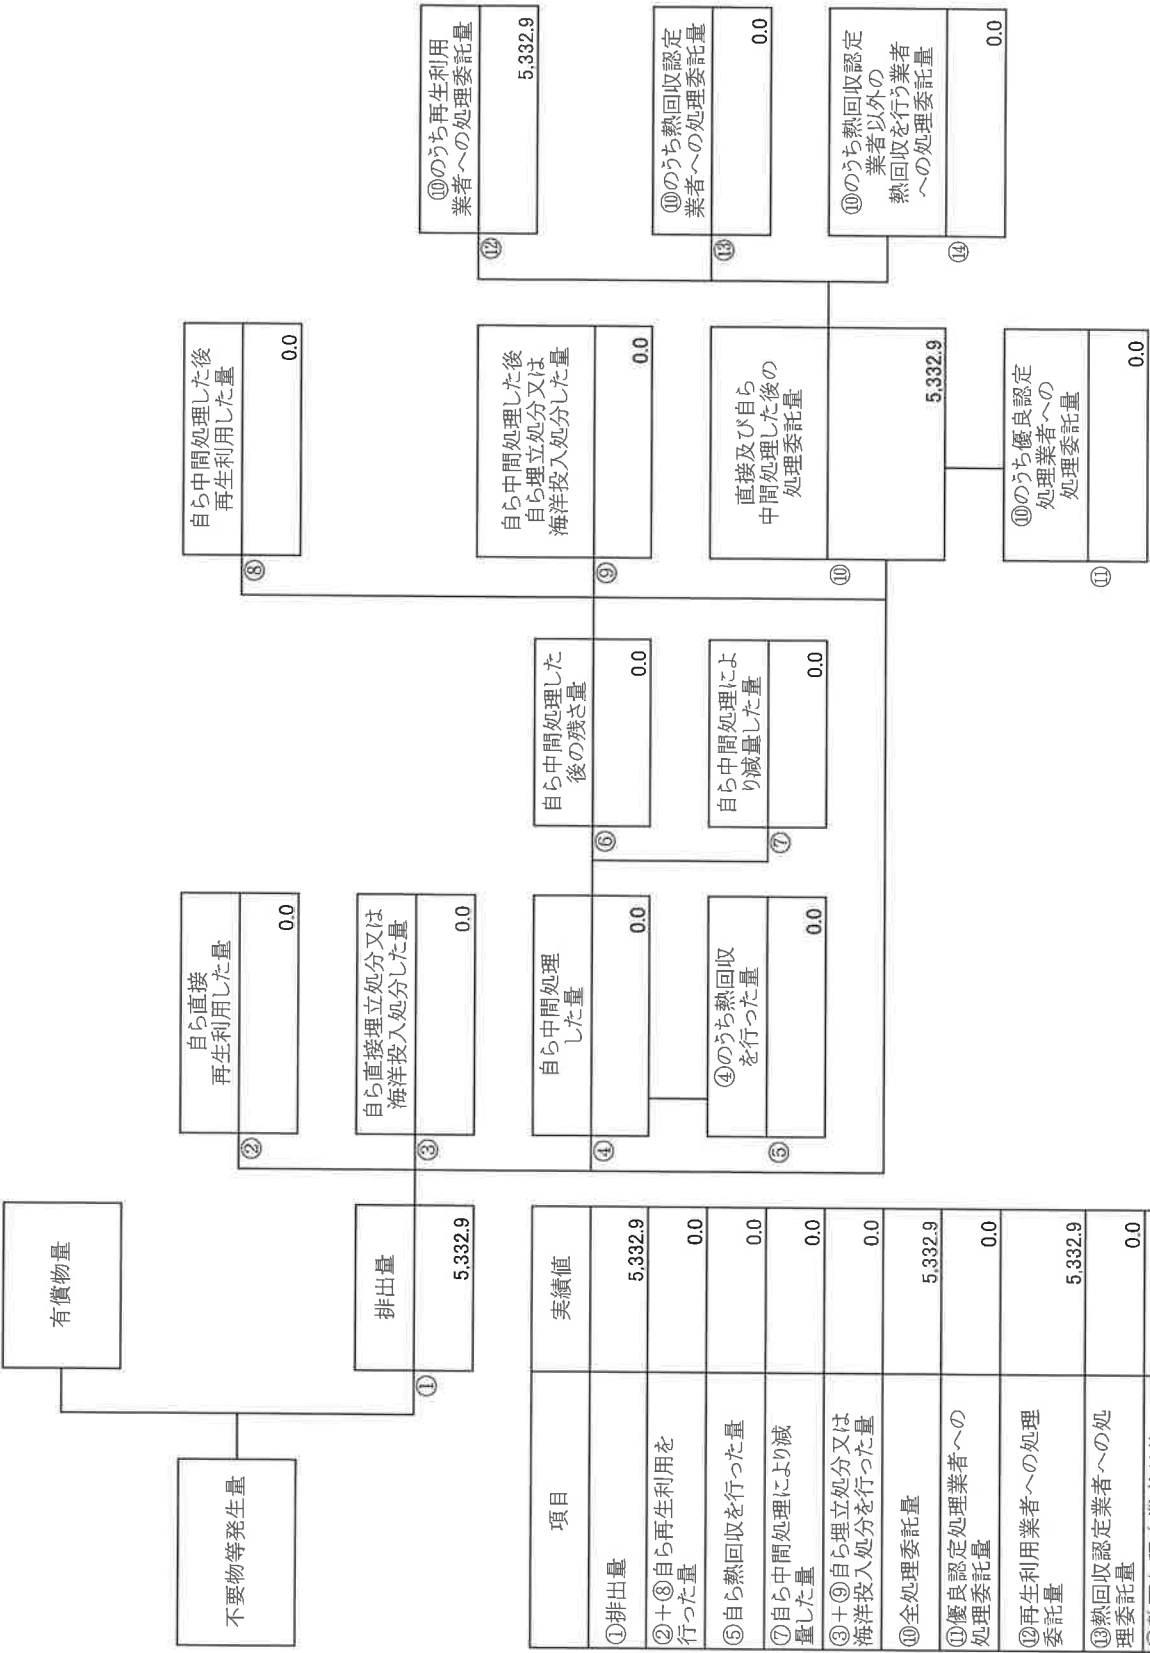 不要物等発生量
有償物量
①
排出量
5,332.9
②
自ら直接
再生利用した量
0.0
③
自ら直接埋立処分又は
海洋投入処分した量
0.0
④
自ら中間処理
した量
0.0
⑤
④のうち熱回収
を行った量
0.0
⑥
自ら中間処理した
後の残さ量
0.0
⑦
自ら中間処理によ
り減量した量
0.0
⑧
自ら中間処理した後
再生利用した量
0.0
⑨
自ら中間処理した後
自ら埋立処分又は
海洋投入処分した量
0.0
⑩
直接及び自ら
中間処理した後の
処理委託量
5,332.9
⑪
⑩のうち優良認定
処理業者への
処理委託量
0.0
⑫
⑩のうち再生利用
業者への処理委託量
5,332.9
⑬
⑩のうち熱回収認定
業者への処理委託量
0.0
⑭
⑩のうち熱回収認定
業者以外の
熱回収を行う業者
への処理委託量
0.0
項目 実績値
①排出量 5,332.9
②+⑧自ら再生利用を
行った量 0.0
⑤自ら熱回収を行った量 0.0
⑦自ら中間処理により減
量した量 0.0
③+⑨自ら埋立処分又は
海洋投入処分を行った量 0.0
⑩全処理委託量 5,332.9
⑪優良認定処理業者への
処理委託量 0.0
⑫再生利用業者への処理
委託量 5,332.9
⑬熱回収認定業者への処
理委託量 0.0